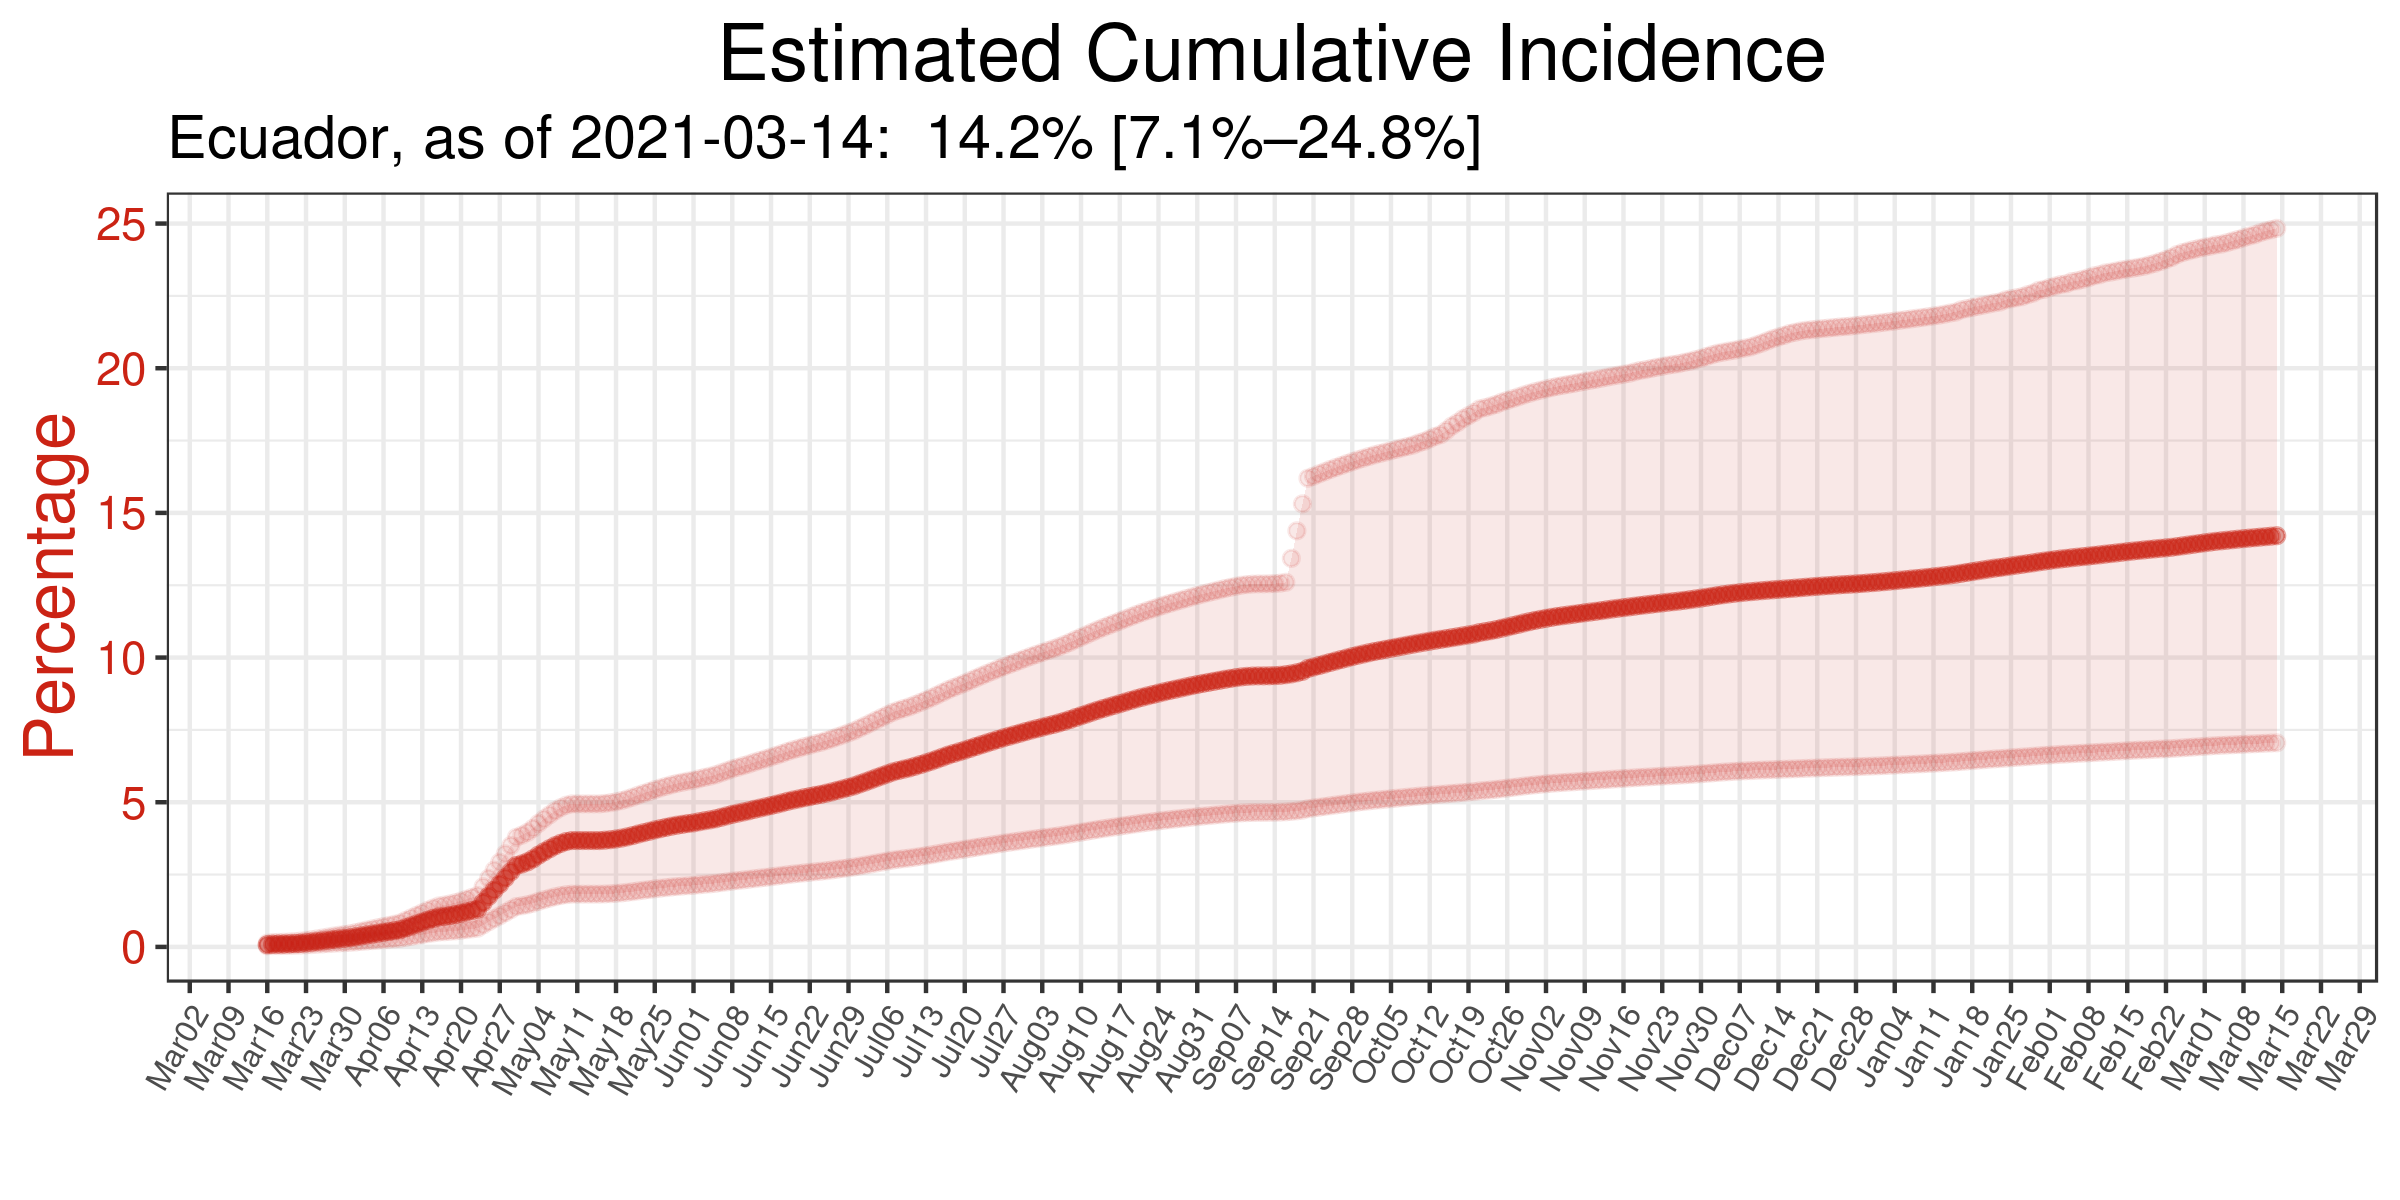 Estimated Cumulative Incidence
Ecuador, as of 2021-03-14:  14.2% [7.1%–24.8%]
Percentage
25
20
15
10
5
0
Mar02 Mar09 Mar16 Mar23 Mar30 Apr06 Apr13 Apr20 Apr27 May04 May11 May18 May25 Jun01 Jun08 Jun15 Jun22 Jun29 Jul06 Jul13 Jul20 Jul27 Aug03 Aug10 Aug17 Aug24 Aug31 Sep07 Sep14 Sep21 Sep28 Oct05 Oct12 Oct19 Oct26 Nov02 Nov09 Nov16 Nov23 Nov30 Dec07 Dec14 Dec21 Dec28 Jan04 Jan11 Jan18 Jan25 Feb01 Feb08 Feb15 Feb22 Mar01 Mar08 Mar15 Mar22 Mar29